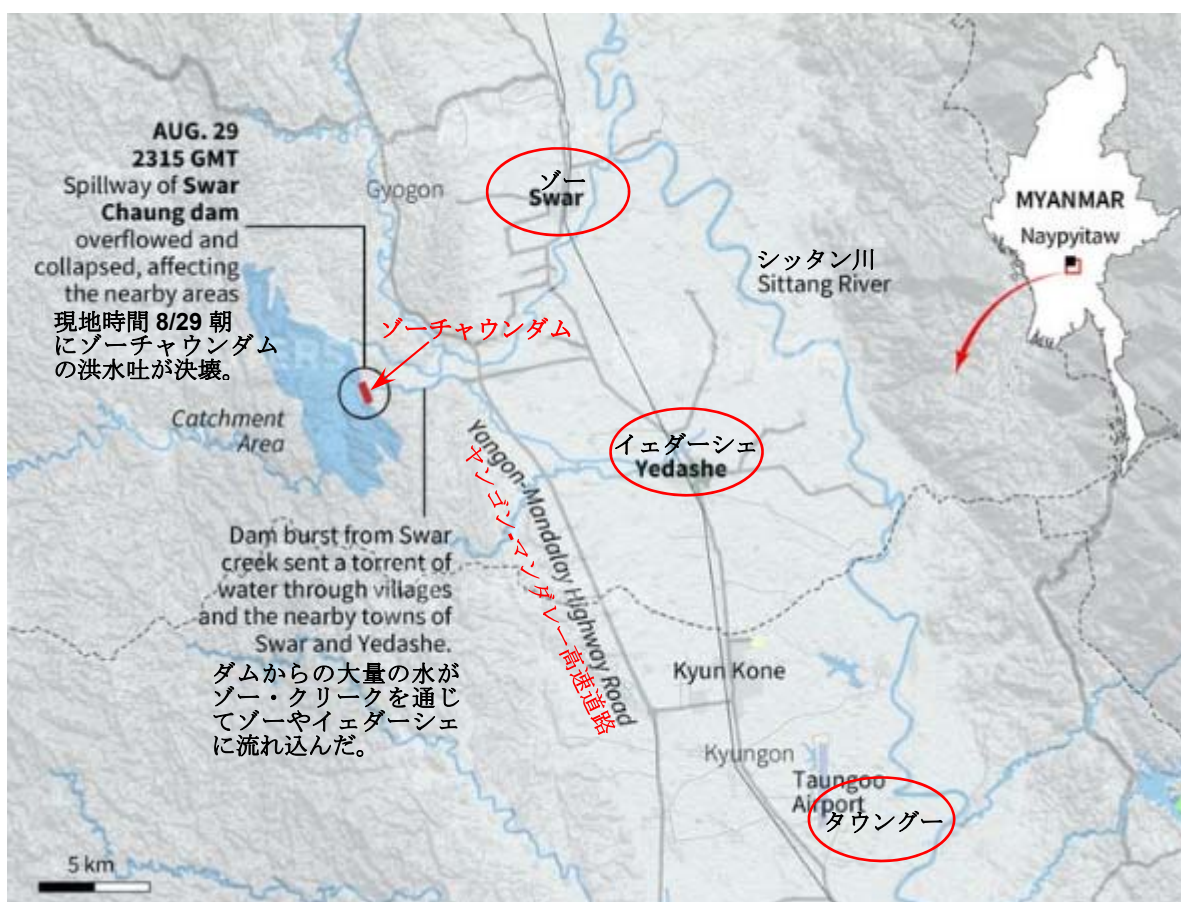 AUG. 29
2315 GMT
Spillway of Swar
Chaung dam
overflowed and
collapsed, affecting
the nearby areas
現地時間 8/29 朝
にゾーチャウンダム
の洪水吐が決壊。
Catchment
Area
Gyogon
ゾー
Swar
ゾーチャウンダム
シッタン川
Sittang River
MYANMAR
Naypyitaw
イェダーシェ
Yedashe
Yangon-Mandalay Highway Road
ヤンゴン・マンダレー高速道路
Dam burst from Swar
creek sent a torrent of
water through villages
and the nearby towns of
Swar and Yedashe.
ダムからの大量の水が
ゾー・クリークを通じ
てゾーやイェダーシェ
に流れ込んだ。
Kyun Kone
Kyungon
Taungoo
Airport
タウングー
5 km